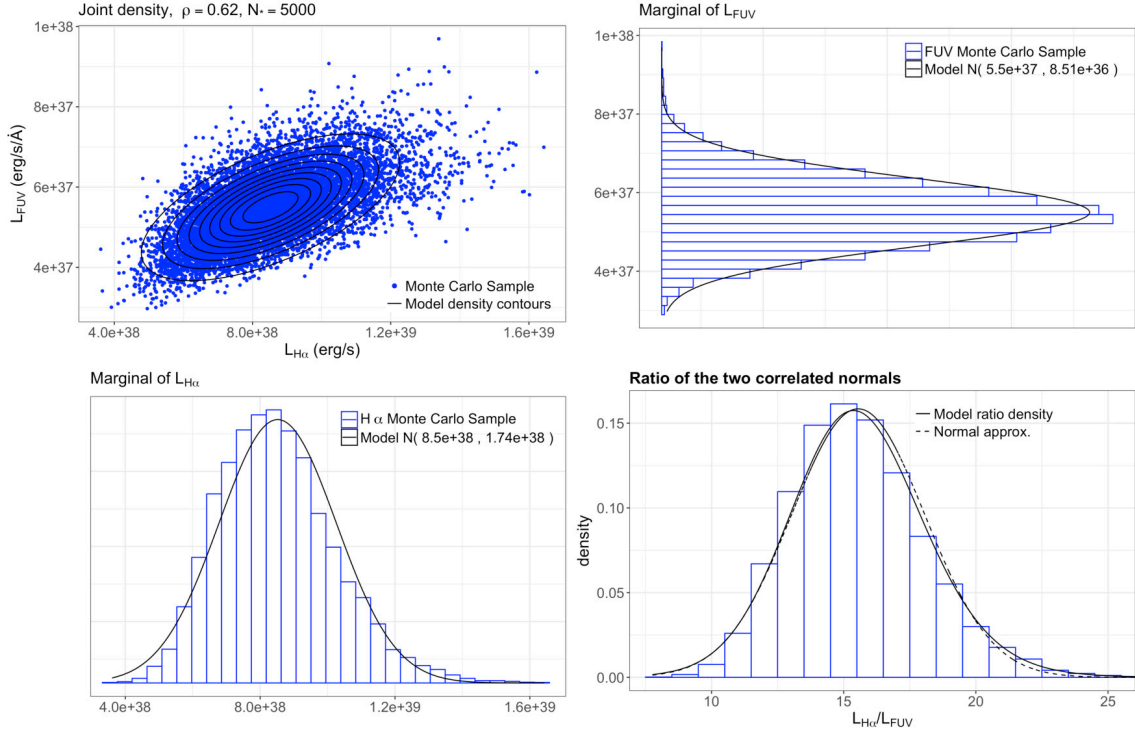 Joint density, ρ = 0.62, N* = 5000
1e+38
8e+37
6e+37
4e+37
L_FUV (erg/s/Å)
Monte Carlo Sample
Model density contours
4.0e+38 8.0e+38 1.2e+39 1.6e+39
L_Hα (erg/s)
Marginal of L_FUV
1e+38
8e+37
6e+37
4e+37
FUV Monte Carlo Sample
Model N( 5.5e+37 , 8.51e+36 )
Marginal of L_Hα
H α Monte Carlo Sample
Model N( 8.5e+38 , 1.74e+38 )
4.0e+38 8.0e+38 1.2e+39 1.6e+39
Ratio of the two correlated normals
0.15
0.10
0.05
0.00
density
Model ratio density
Normal approx.
10 15 20 25
L_Hα/L_FUV